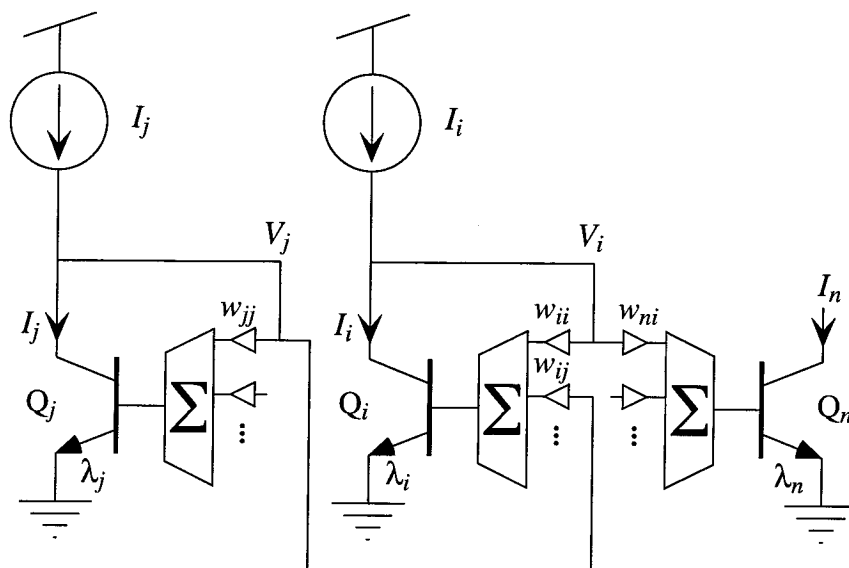 I_j
I_i
V_j
V_i
I_j
w_jj
I_i
w_ii
w_ni
I_n
w_ij
Q_j
Σ
...
Q_i
Σ
...
...
Σ
Q_n
λ_j
λ_i
λ_n